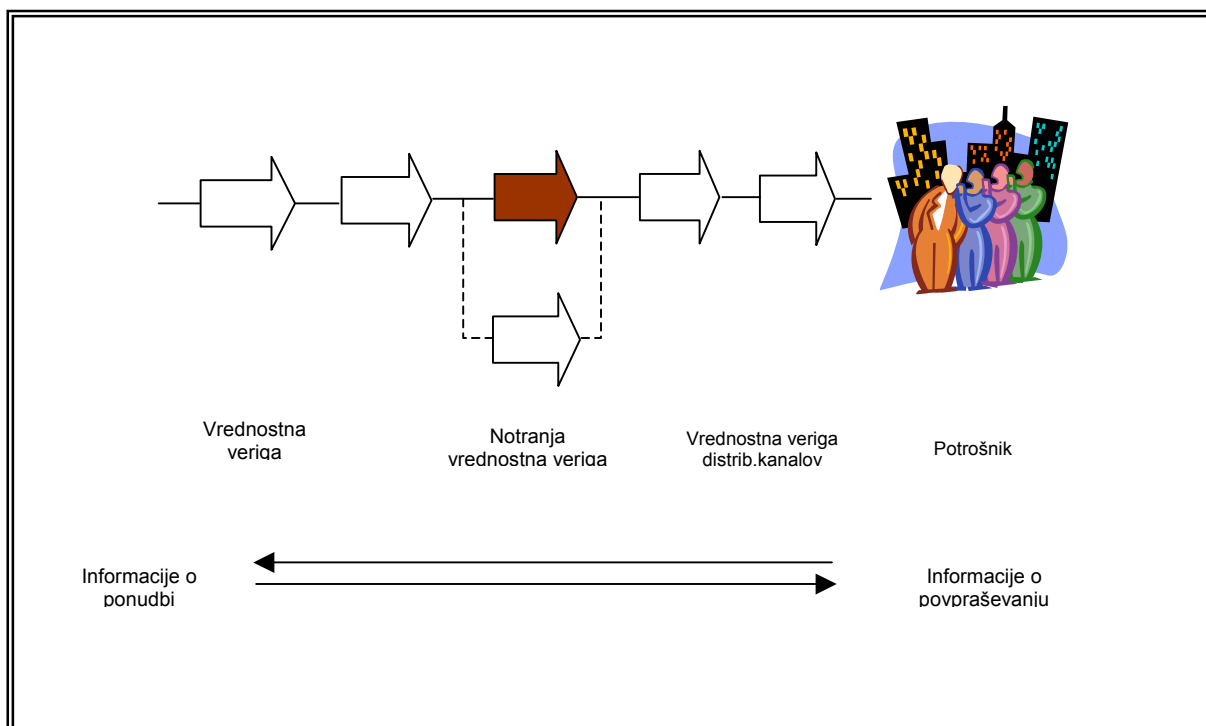 Vrednostna
veriga
Notranja
vrednostna veriga
Vrednostna veriga
distrib.kanalov
Potrošnik
Informacije o
ponudbi
Informacije o
povpraševanju